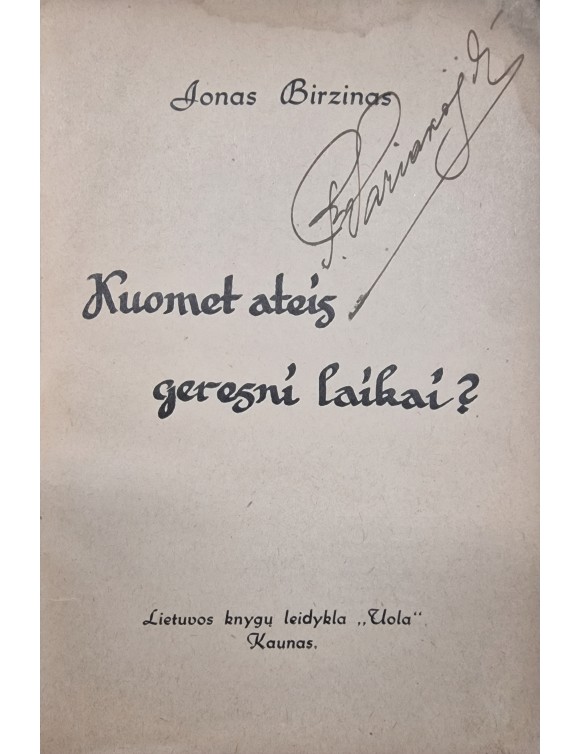 Jonas Birzinas
Kuomet ateis
geresni laikai?
Lietuvos knygų leidykla „Uola“
Kaunas.